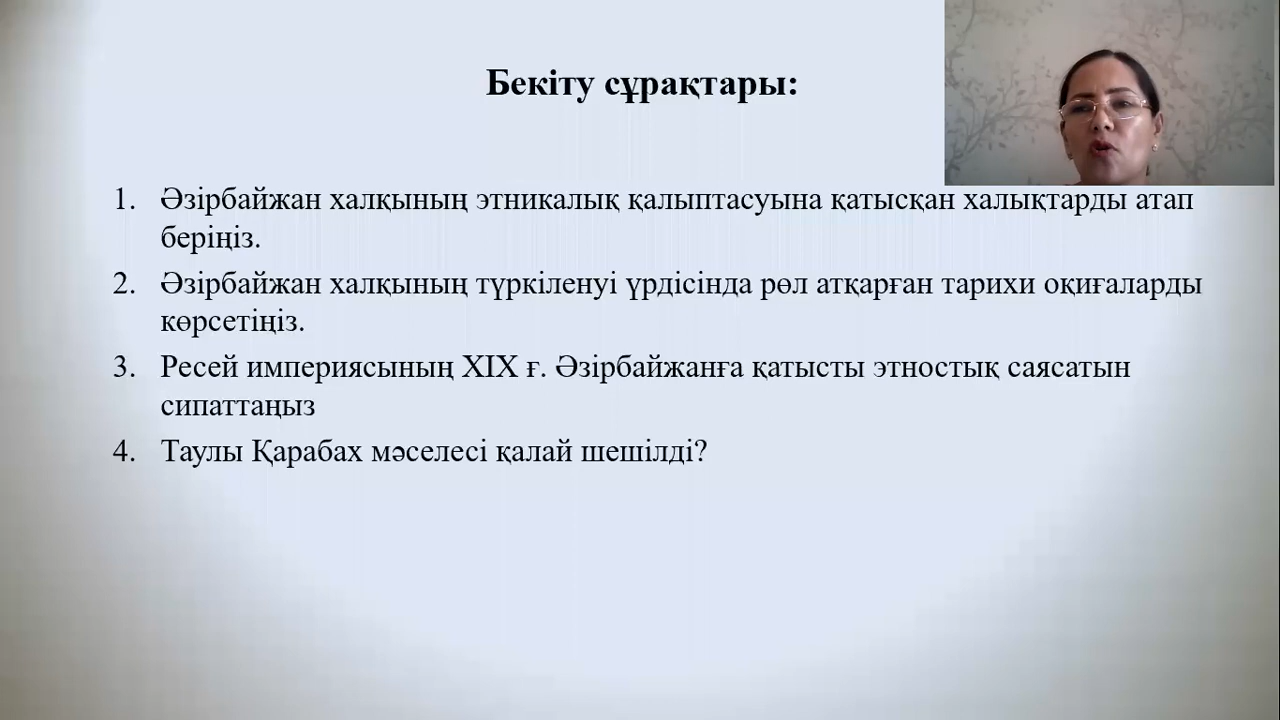 Бекіту сұрақтары:
1. Әзірбайжан халқының этникалық қалыптасуына қатысқан халықтарды атап
беріңіз.
2. Әзірбайжан халқының түркіленуі үрдісінда рөл атқарған тарихи оқиғаларды
көрсетіңіз.
3. Ресей империясының XIX ғ. Әзірбайжанға қатысты этностық саясатын
сипаттаңыз
4. Таулы Қарабах мәселесі қалай шешілді?